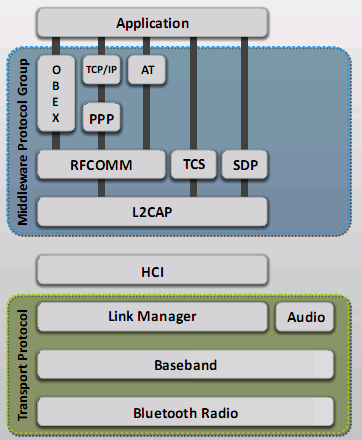 Application
Middleware Protocol Group
O
B
E
X
TCP/IP
AT
PPP
RFCOMM
TCS
SDP
L2CAP
HCI
Transport Protocol
Link Manager
Audio
Baseband
Bluetooth Radio